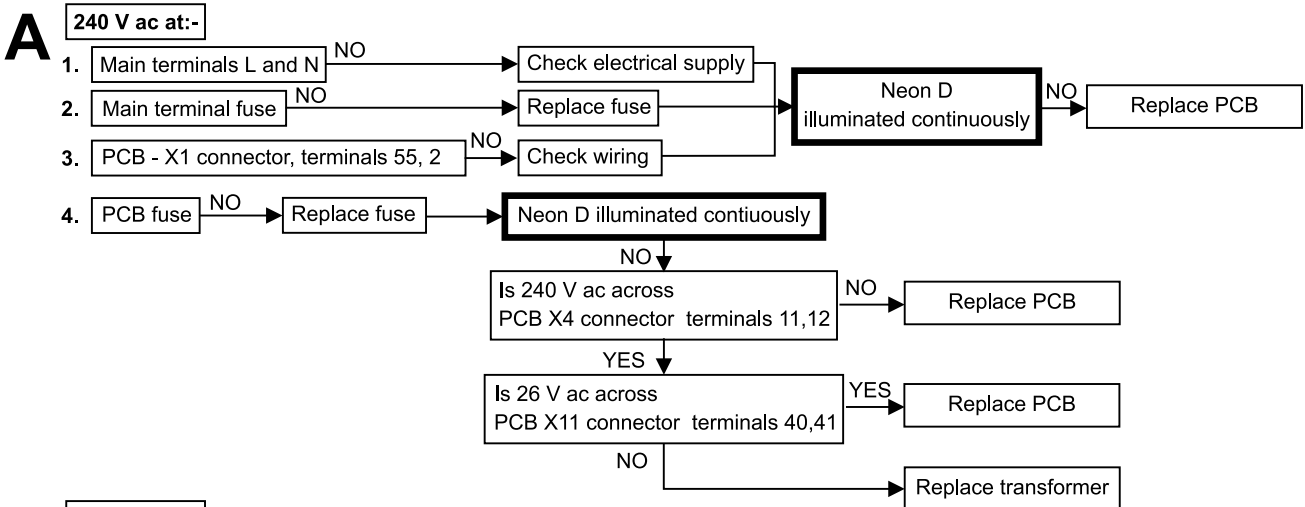 A
240 V ac at:-
1. Main terminals L and N NO Check electrical supply
2. Main terminal fuse NO Replace fuse
Neon D
illuminated continuously
NO Replace PCB
3. PCB - X1 connector, terminals 55, 2 NO Check wiring
4. PCB fuse NO Replace fuse Neon D illuminated contiuously
NO
Is 240 V ac across
PCB X4 connector terminals 11,12
NO Replace PCB
YES
Is 26 V ac across
PCB X11 connector terminals 40,41
YES Replace PCB
NO
Replace transformer